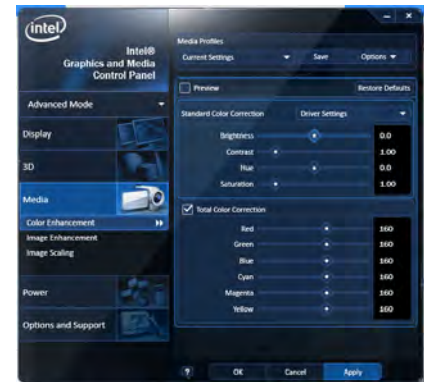 intel
Intel®
Graphics and Media
Control Panel
Advanced Mode
Display
3D
Media
Color Enhancement
Image Enhancement
Image Scaling
Power
Options and Support
Media Profiles
Current Settings Save Options
Preview Restore Defaults
Standard Color Correction Driver Settings
Brightness 0.0
Contrast 1.00
Hue 0.0
Saturation 1.00
Total Color Correction
Red 160
Green 160
Blue 160
Cyan 160
Magenta 160
Yellow 160
? OK Cancel Apply